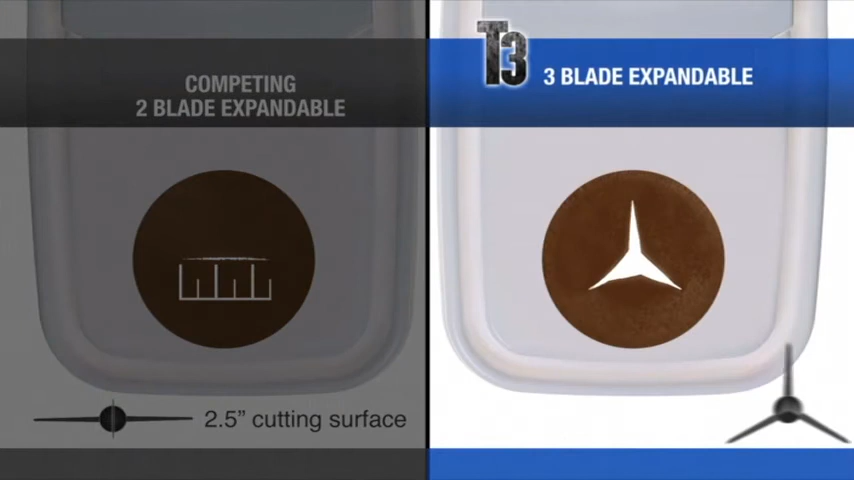 COMPETING
2 BLADE EXPANDABLE
2.5” cutting surface
T3
3 BLADE EXPANDABLE